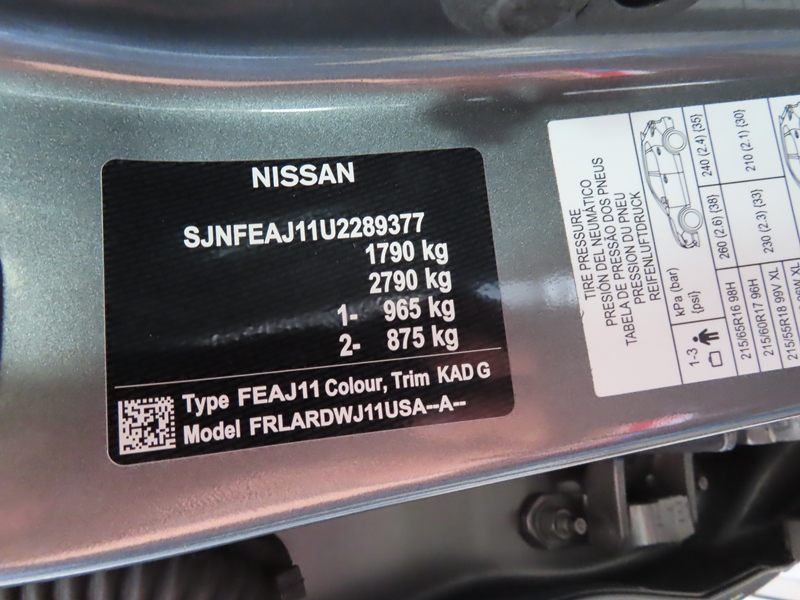 NISSAN
SJNFEAJ11U2289377
1790 kg
2790 kg
1- 965 kg
2- 875 kg
Type FEAJ11 Colour, Trim KAD G
Model FRLARDWJ11USA--A--
TIRE PRESSURE
PRESIÓN DEL NEUMÁTICO
TABELA DE PRESSÃO DOS PNEUS
PRESSION DU PNEU
REIFENLUFTDRUCK
kPa (bar)
{psi}
260 (2.6) {38}
240 (2.4) {35}
230 (2.3) {33}
210 (2.1) {30}
1-3
215/65R16 98H
215/60R17 96H
215/55R18 99V XL